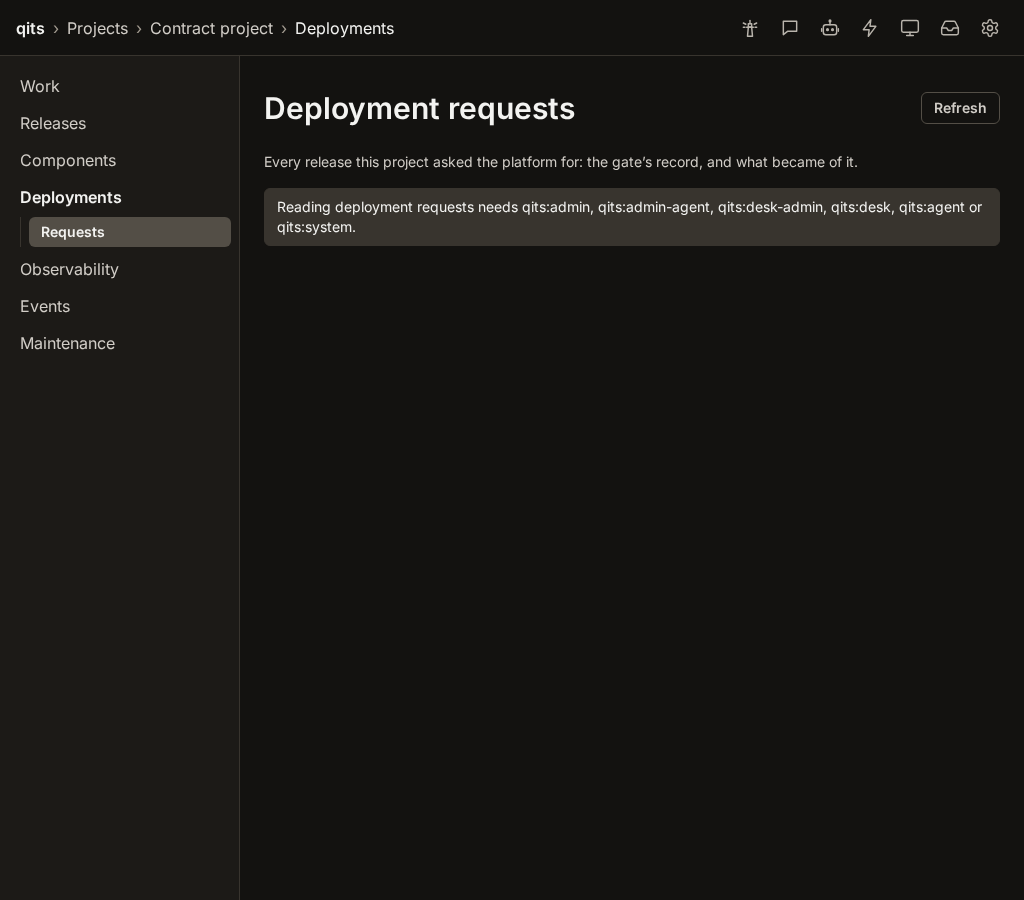 qits › Projects › Contract project › Deployments
Work
Releases
Components
Deployments
Requests
Observability
Events
Maintenance
Deployment requests
Refresh
Every release this project asked the platform for: the gate’s record, and what became of it.
Reading deployment requests needs qits:admin, qits:admin-agent, qits:desk-admin, qits:desk, qits:agent or
qits:system.